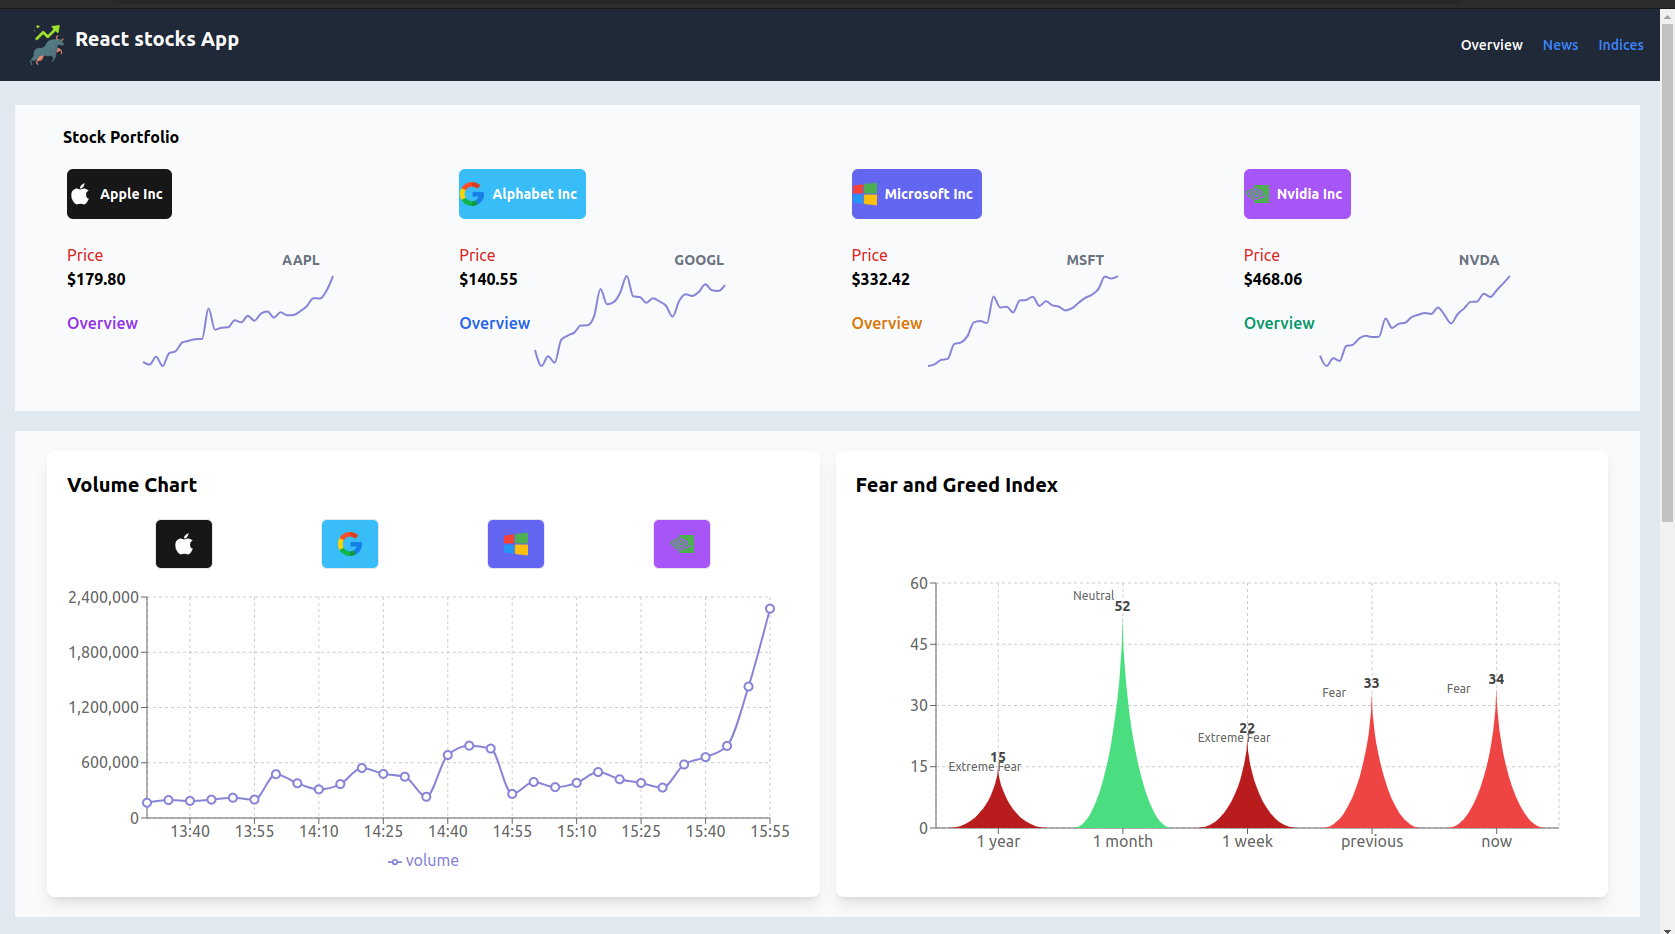 React stocks App
Overview News Indices
Stock Portfolio
Apple Inc
Price
$179.80
AAPL
Overview
Alphabet Inc
Price
$140.55
GOOGL
Overview
Microsoft Inc
Price
$332.42
MSFT
Overview
Nvidia Inc
Price
$468.06
NVDA
Overview
Volume Chart
2,400,000
1,800,000
1,200,000
600,000
0
13:40 13:55 14:10 14:25 14:40 14:55 15:10 15:25 15:40 15:55
volume
Fear and Greed Index
60
45
30
15
0
15
Extreme Fear
Neutral
52
22
Extreme Fear
Fear
33
Fear
34
1 year 1 month 1 week previous now